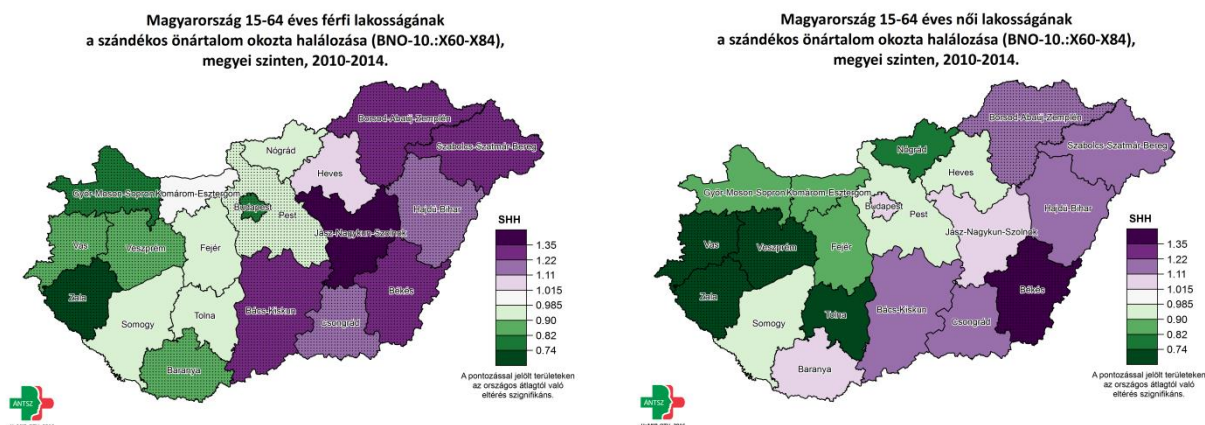 Magyarország 15-64 éves férfi lakosságának
a szándékos önártalom okozta halálozása (BNO-10.:X60-X84),
megyei szinten, 2010-2014.
Borsod-Abaúj-Zemplén
Szabolcs-Szatmár-Bereg
Nógrád
Heves
Győr-Moson-Sopron
Komárom-Esztergom
Budapest
Pest
Hajdú-Bihar
Jász-Nagykun-Szolnok
Vas
Veszprém
Fejér
Zala
Somogy
Tolna
Bács-Kiskun
Békés
Csongrád
Baranya
SHH
1.35
1.22
1.11
1.015
0.985
0.90
0.82
0.74
A pontozással jelölt területeken
az országos átlagtól való
eltérés szignifikáns.
ÁNTSZ
Magyarország 15-64 éves női lakosságának
a szándékos önártalom okozta halálozása (BNO-10.:X60-X84),
megyei szinten, 2010-2014.
Borsod-Abaúj-Zemplén
Szabolcs-Szatmár-Bereg
Nógrád
Heves
Győr-Moson-Sopron
Komárom-Esztergom
Budapest
Pest
Hajdú-Bihar
Jász-Nagykun-Szolnok
Vas
Veszprém
Fejér
Zala
Somogy
Tolna
Bács-Kiskun
Békés
Csongrád
Baranya
SHH
1.35
1.22
1.11
1.015
0.985
0.90
0.82
0.74
A pontozással jelölt területeken
az országos átlagtól való
eltérés szignifikáns.
ÁNTSZ